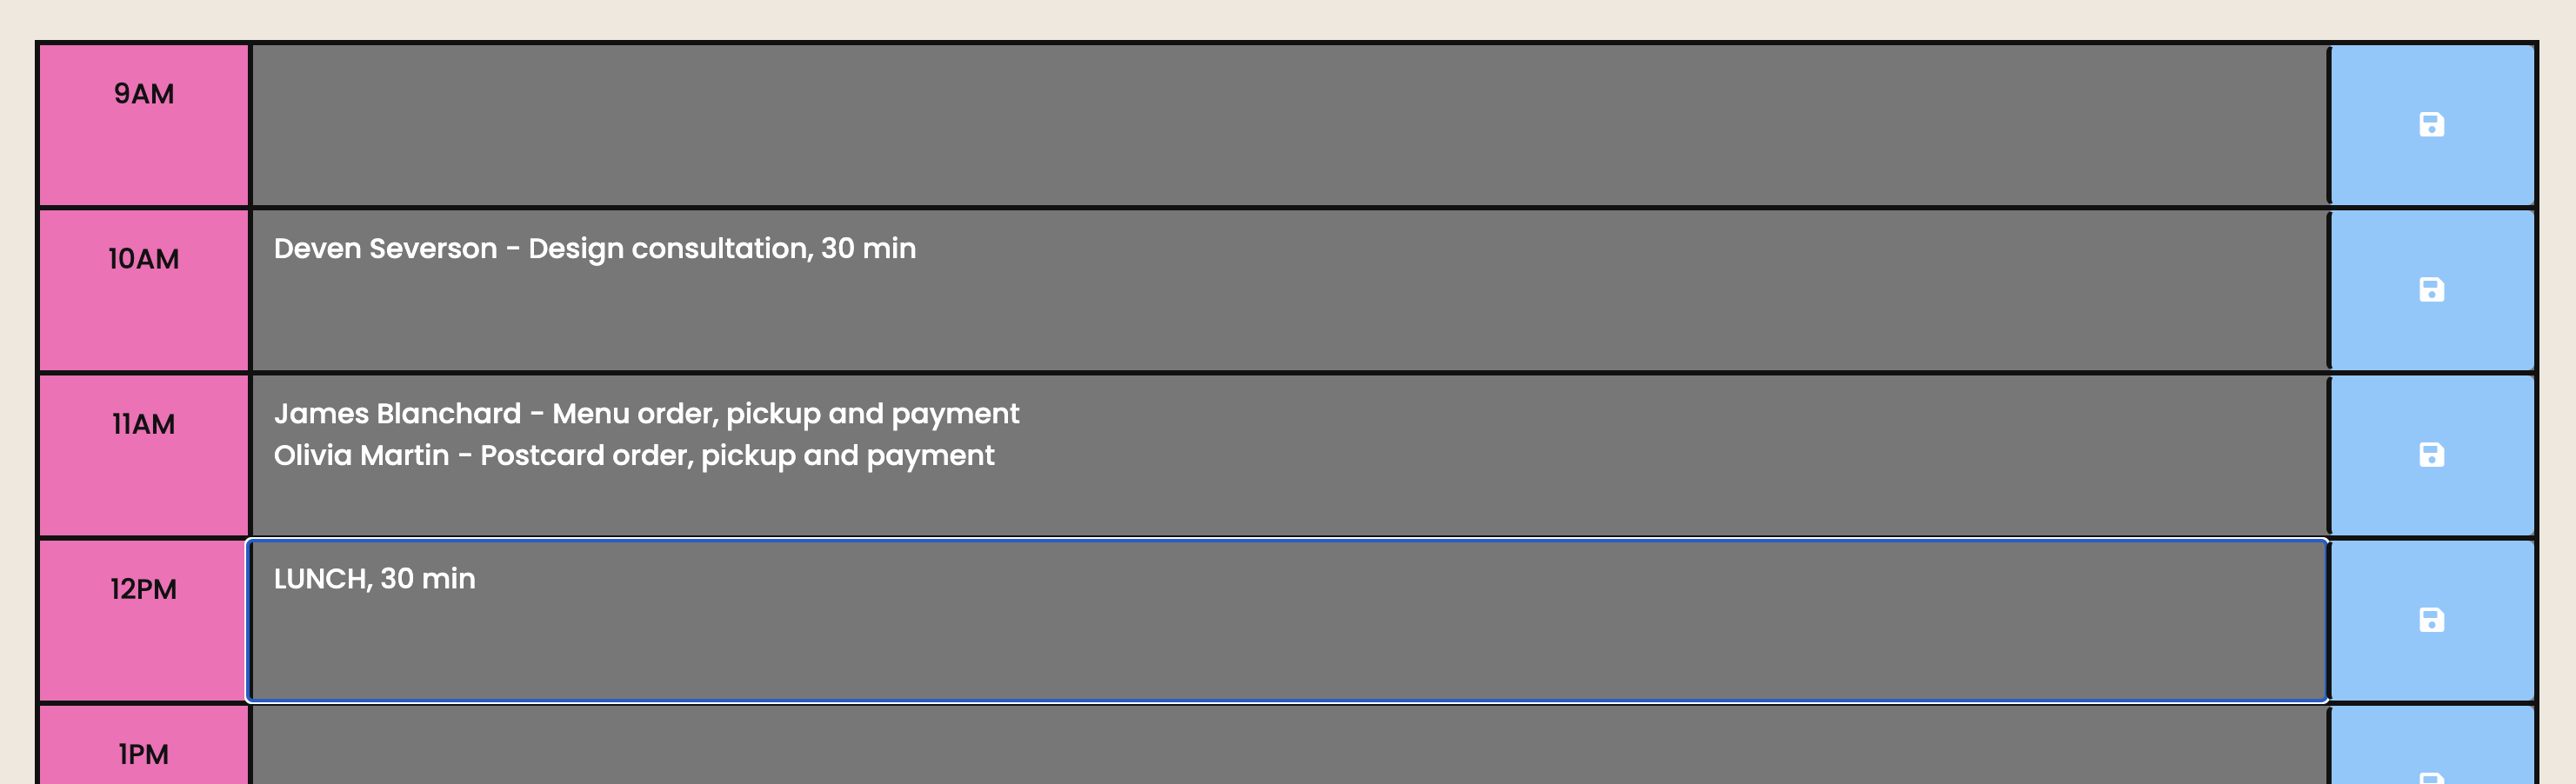 9AM
10AM
Deven Severson - Design consultation, 30 min
11AM
James Blanchard - Menu order, pickup and payment
Olivia Martin - Postcard order, pickup and payment
12PM
LUNCH, 30 min
1PM